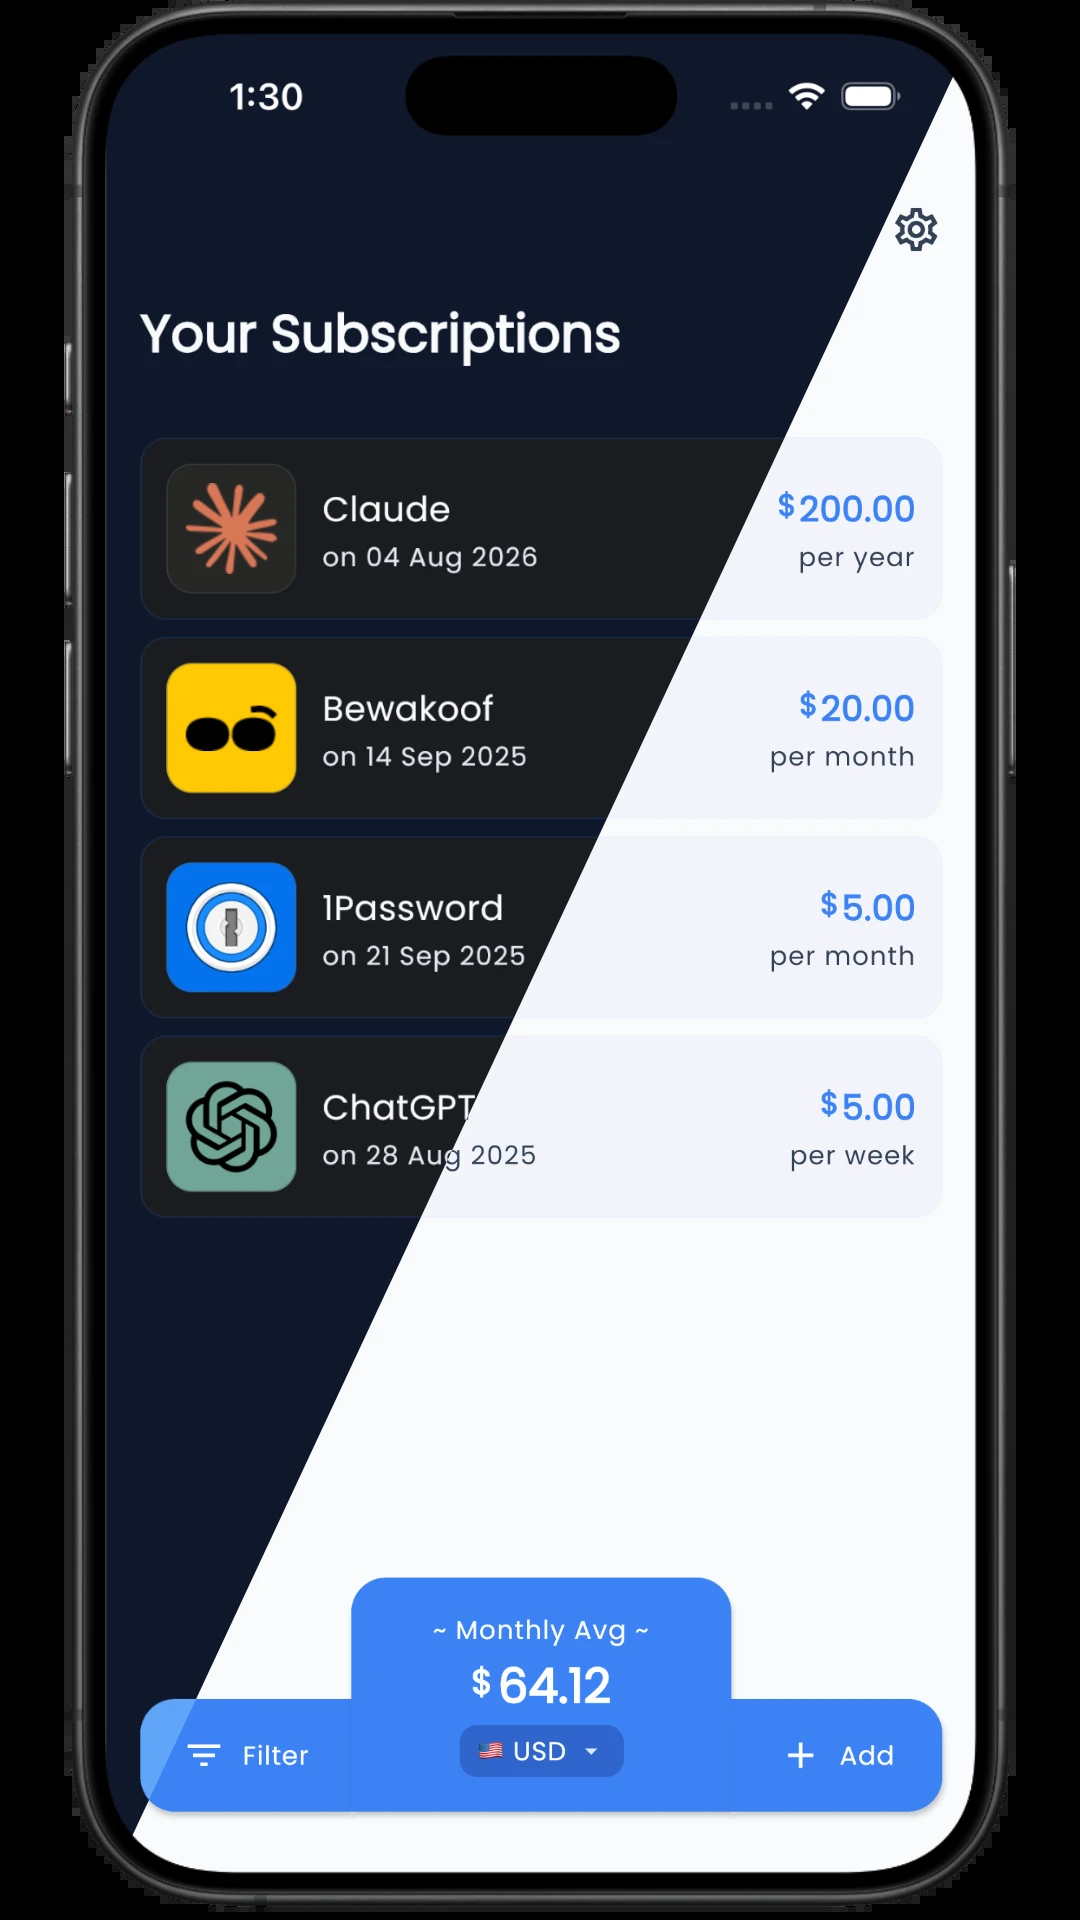 1:30
Your Subscriptions
Claude
$200.00
on 04 Aug 2026
per year
Bewakoof
$20.00
on 14 Sep 2025
per month
1Password
$5.00
on 21 Sep 2025
per month
ChatGPT
$5.00
on 28 Aug 2025
per week
~ Monthly Avg ~
$64.12
USD
Filter
Add